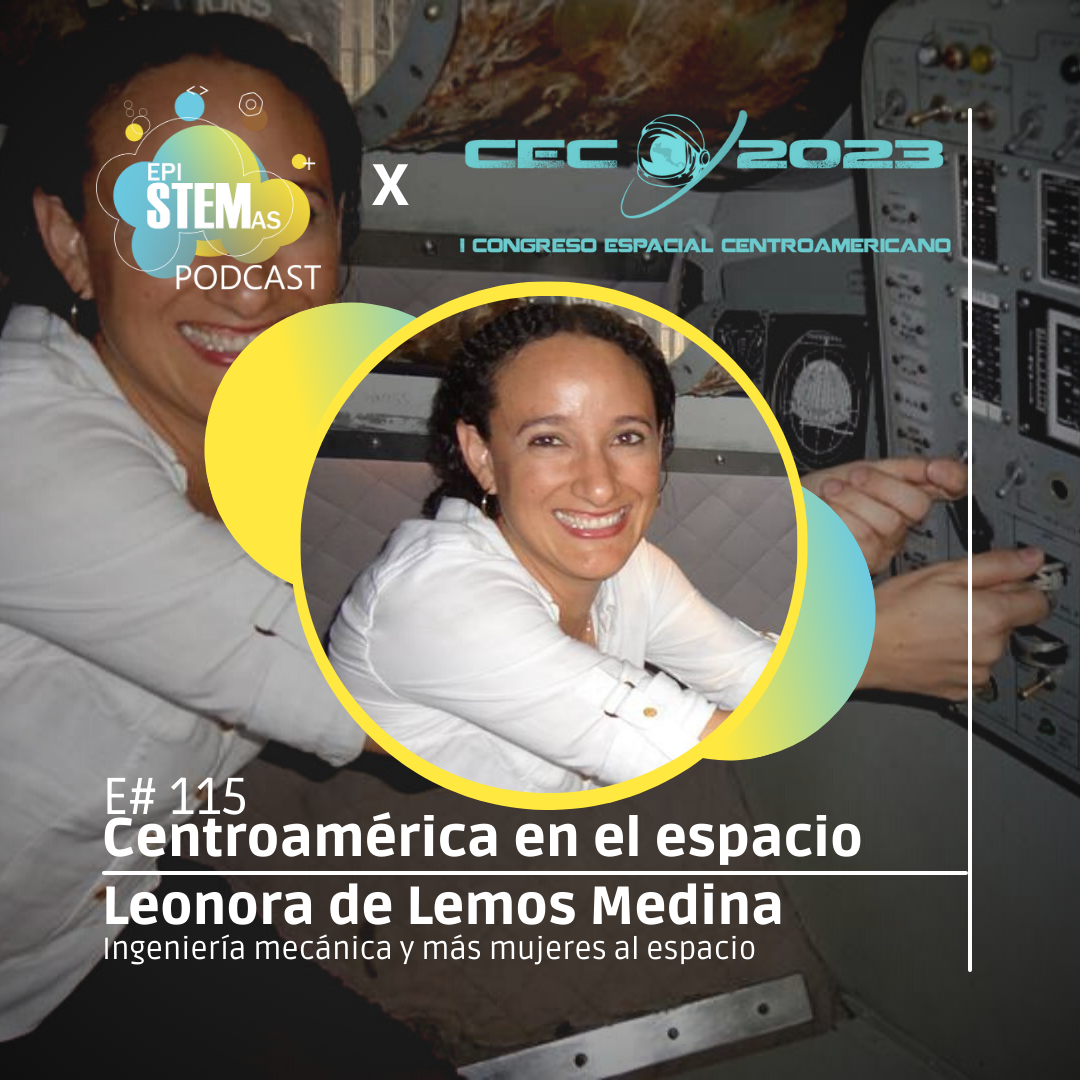 EPI
STEMAS
PODCAST
X
CEC 2023
I CONGRESO ESPACIAL CENTROAMERICANO
E# 115
Centroamérica en el espacio
Leonora de Lemos Medina
Ingeniería mecánica y más mujeres al espacio